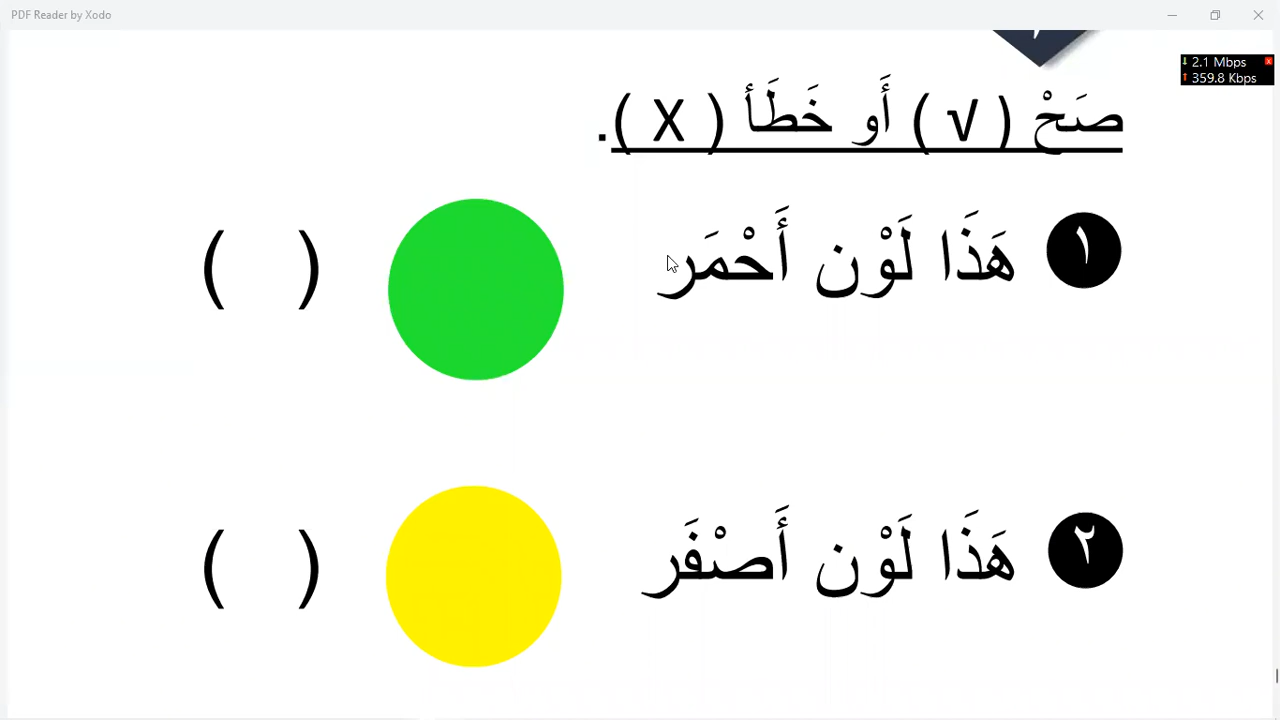 PDF Reader by Xodo
2.1 Mbps
359.8 Kbps
صَحْ ( √ ) أَو خَطَأ ( X ).
١ هَذَا لَوْن أَحْمَر ( )
٢ هَذَا لَوْن أَصْفَر ( )